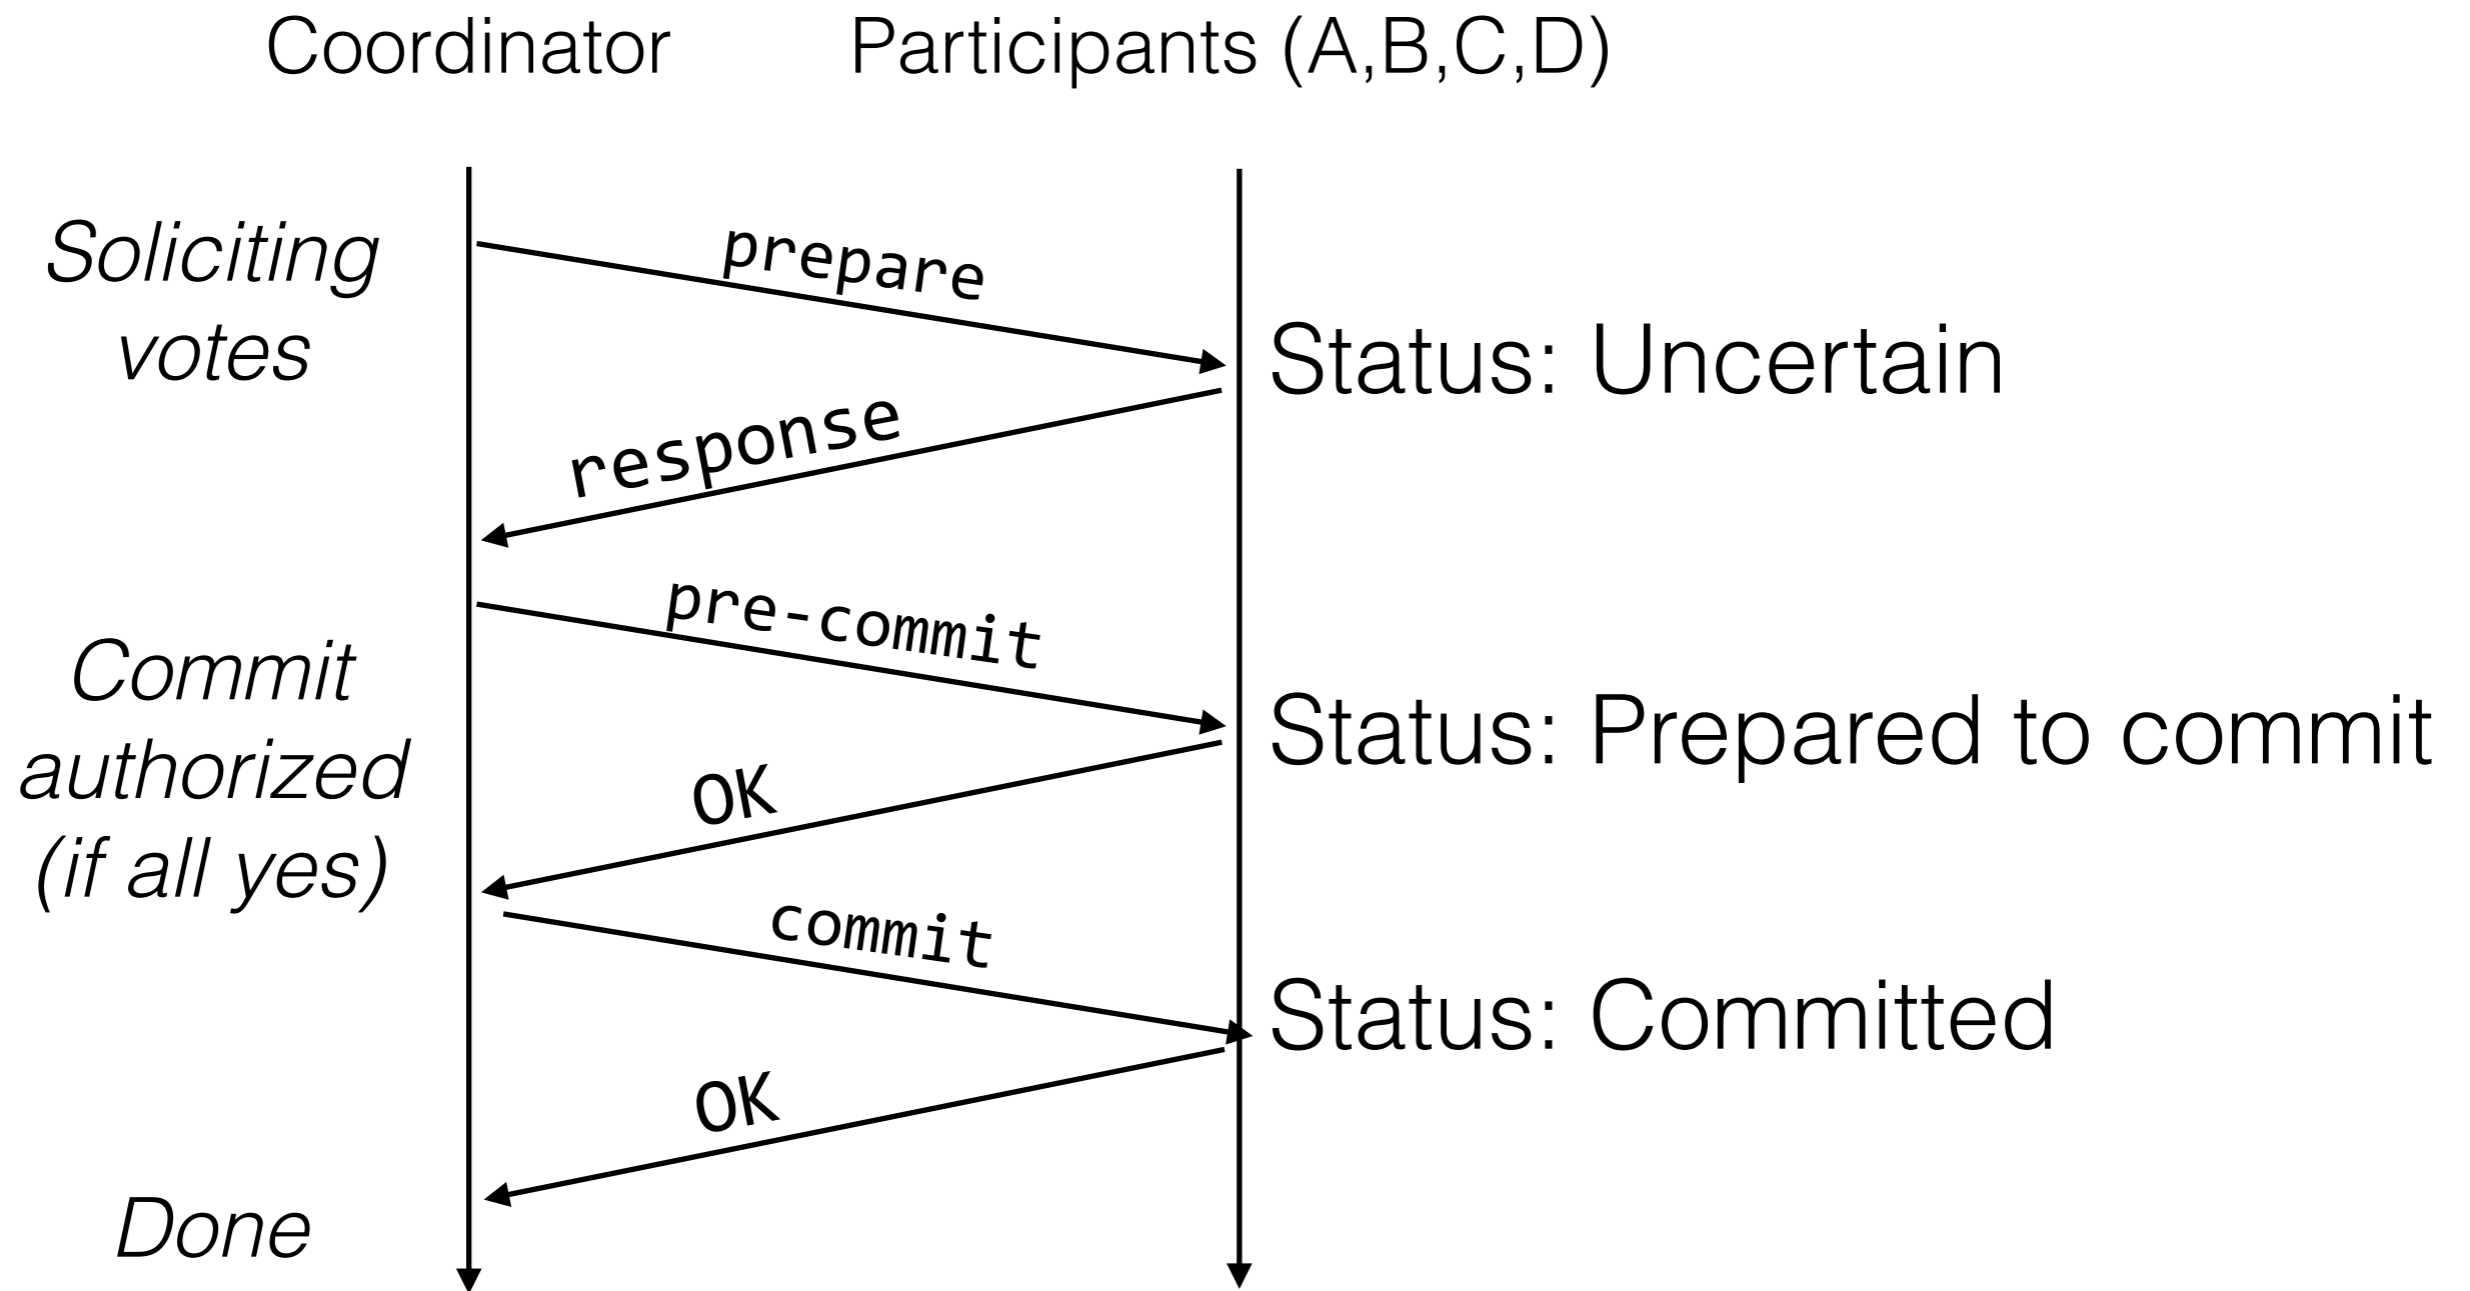 Coordinator
Participants (A,B,C,D)
Soliciting
votes
prepare
Status: Uncertain
response
pre-commit
Commit
authorized
(if all yes)
Status: Prepared to commit
OK
commit
Status: Committed
OK
Done